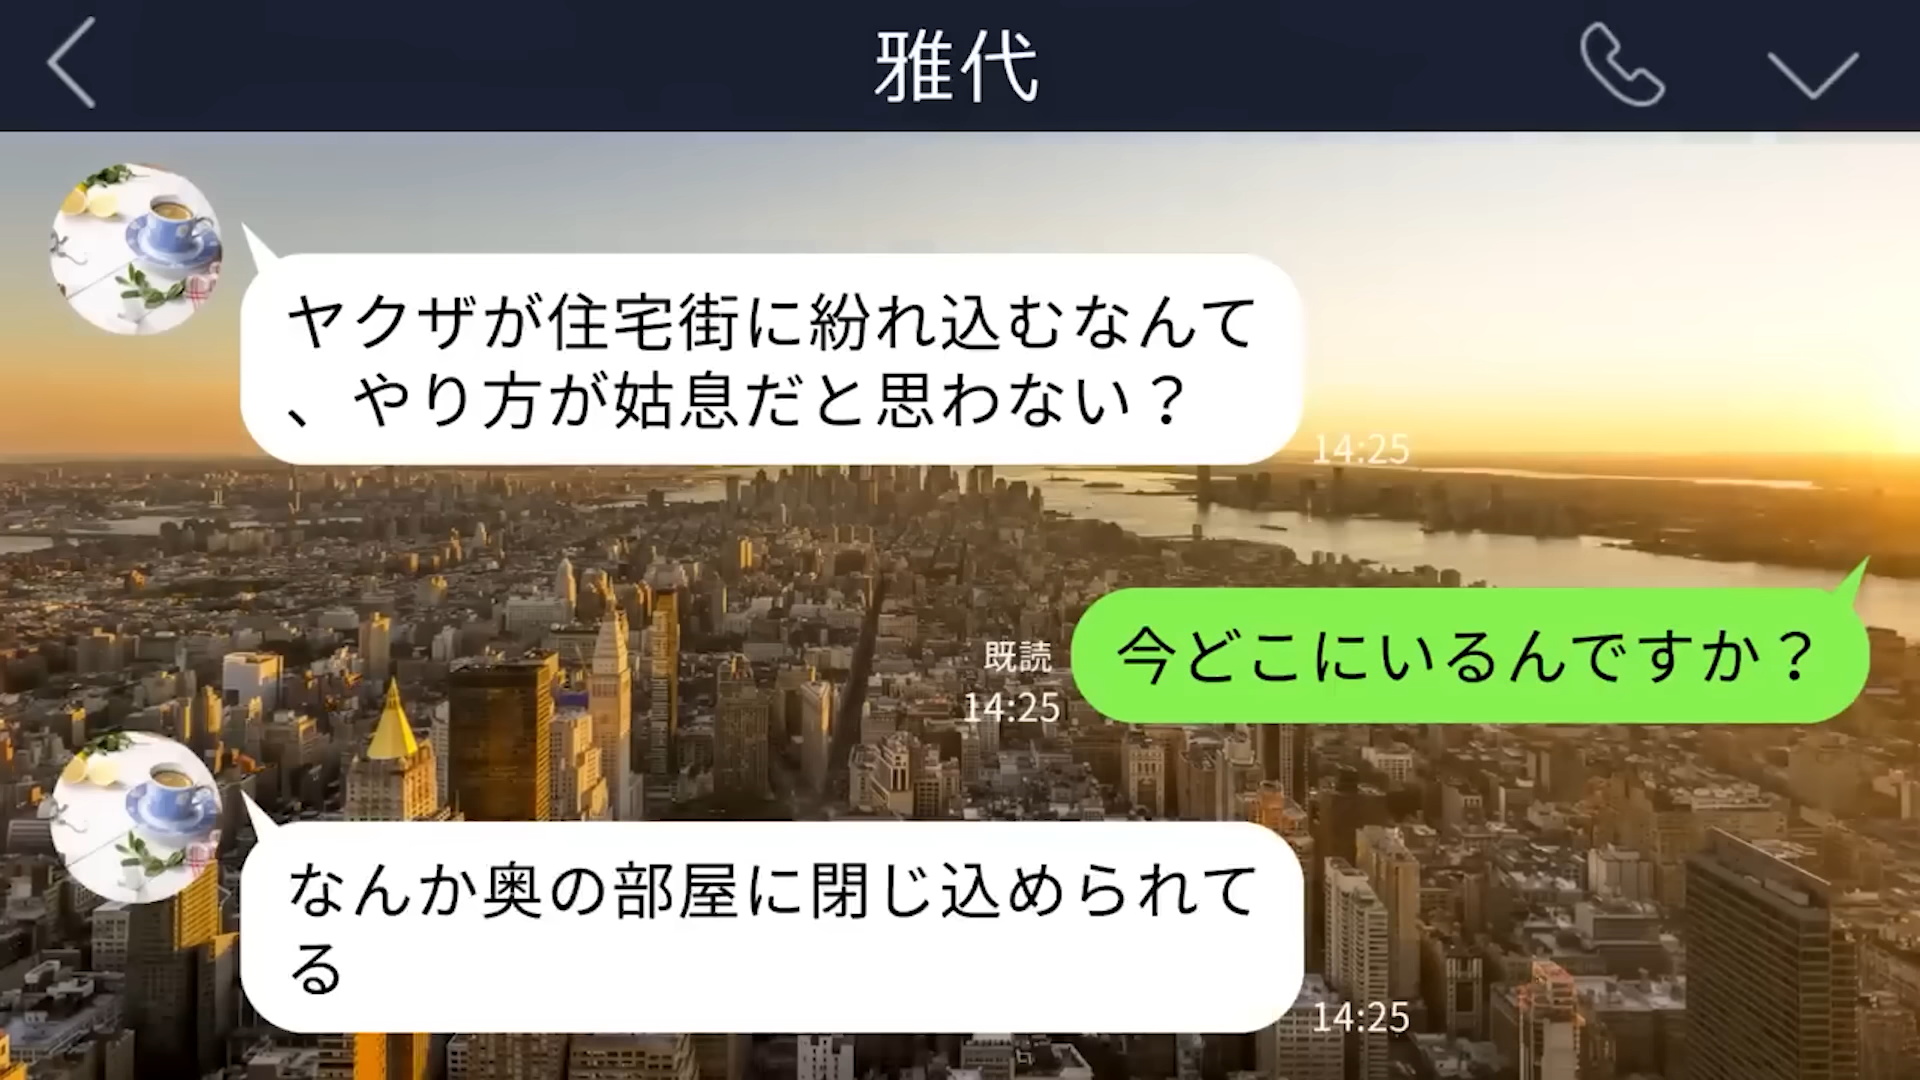 雅代
ヤクザが住宅街に紛れ込むなんて
、やり方が姑息だと思わない？
14:25
今どこにいるんですか？
既読
14:25
なんか奥の部屋に閉じ込められて
る
14:25